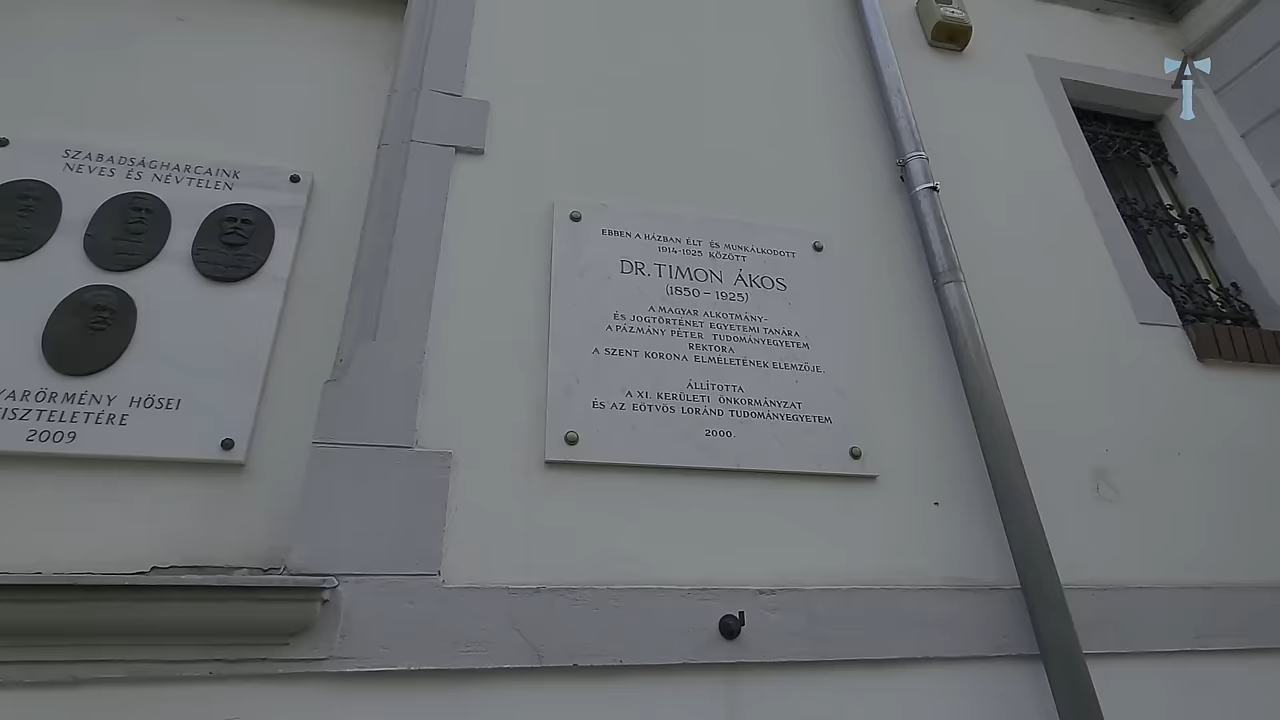 SZABADSÁGHARCAINK
NEVES ÉS NÉVTELEN
YARÖRMÉNY HŐSEI
TISZTELETÉRE
2009
EBBEN A HÁZBAN ÉLT ÉS MUNKÁLKODOTT
1914-1925 KÖZÖTT
DR. TIMON ÁKOS
(1850 – 1925)
A MAGYAR ALKOTMÁNY-
ÉS JOGTÖRTÉNET EGYETEMI TANÁRA
A PÁZMÁNY PÉTER TUDOMÁNYEGYETEM
REKTORA
A SZENT KORONA ELMÉLETÉNEK ELEMZŐJE.
ÁLLÍTOTTA
A XI. KERÜLETI ÖNKORMÁNYZAT
ÉS AZ EÖTVÖS LORÁND TUDOMÁNYEGYETEM
2000.